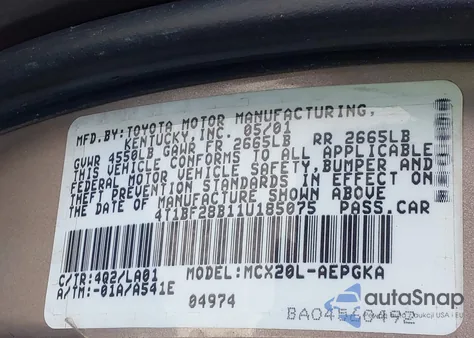 MFD.BY:TOYOTA MOTOR MANUFACTURING,
KENTUCKY,INC. 05/01
GVWR 4550LB GAWR FR 2665LB RR 2665LB
THIS VEHICLE CONFORMS TO ALL APPLICABLE
FEDERAL MOTOR VEHICLE SAFETY,BUMPER AND
THEFT PREVENTION STANDARDS IN EFFECT ON
THE DATE OF MANUFACTURE SHOWN ABOVE
4T1BF28B11U185075 PASS.CAR
C/TR:4Q2/LA01 MODEL:MCX20L-AEPGKA
A/TM:-01A/A541E 04974
BA04560492
autoSnap